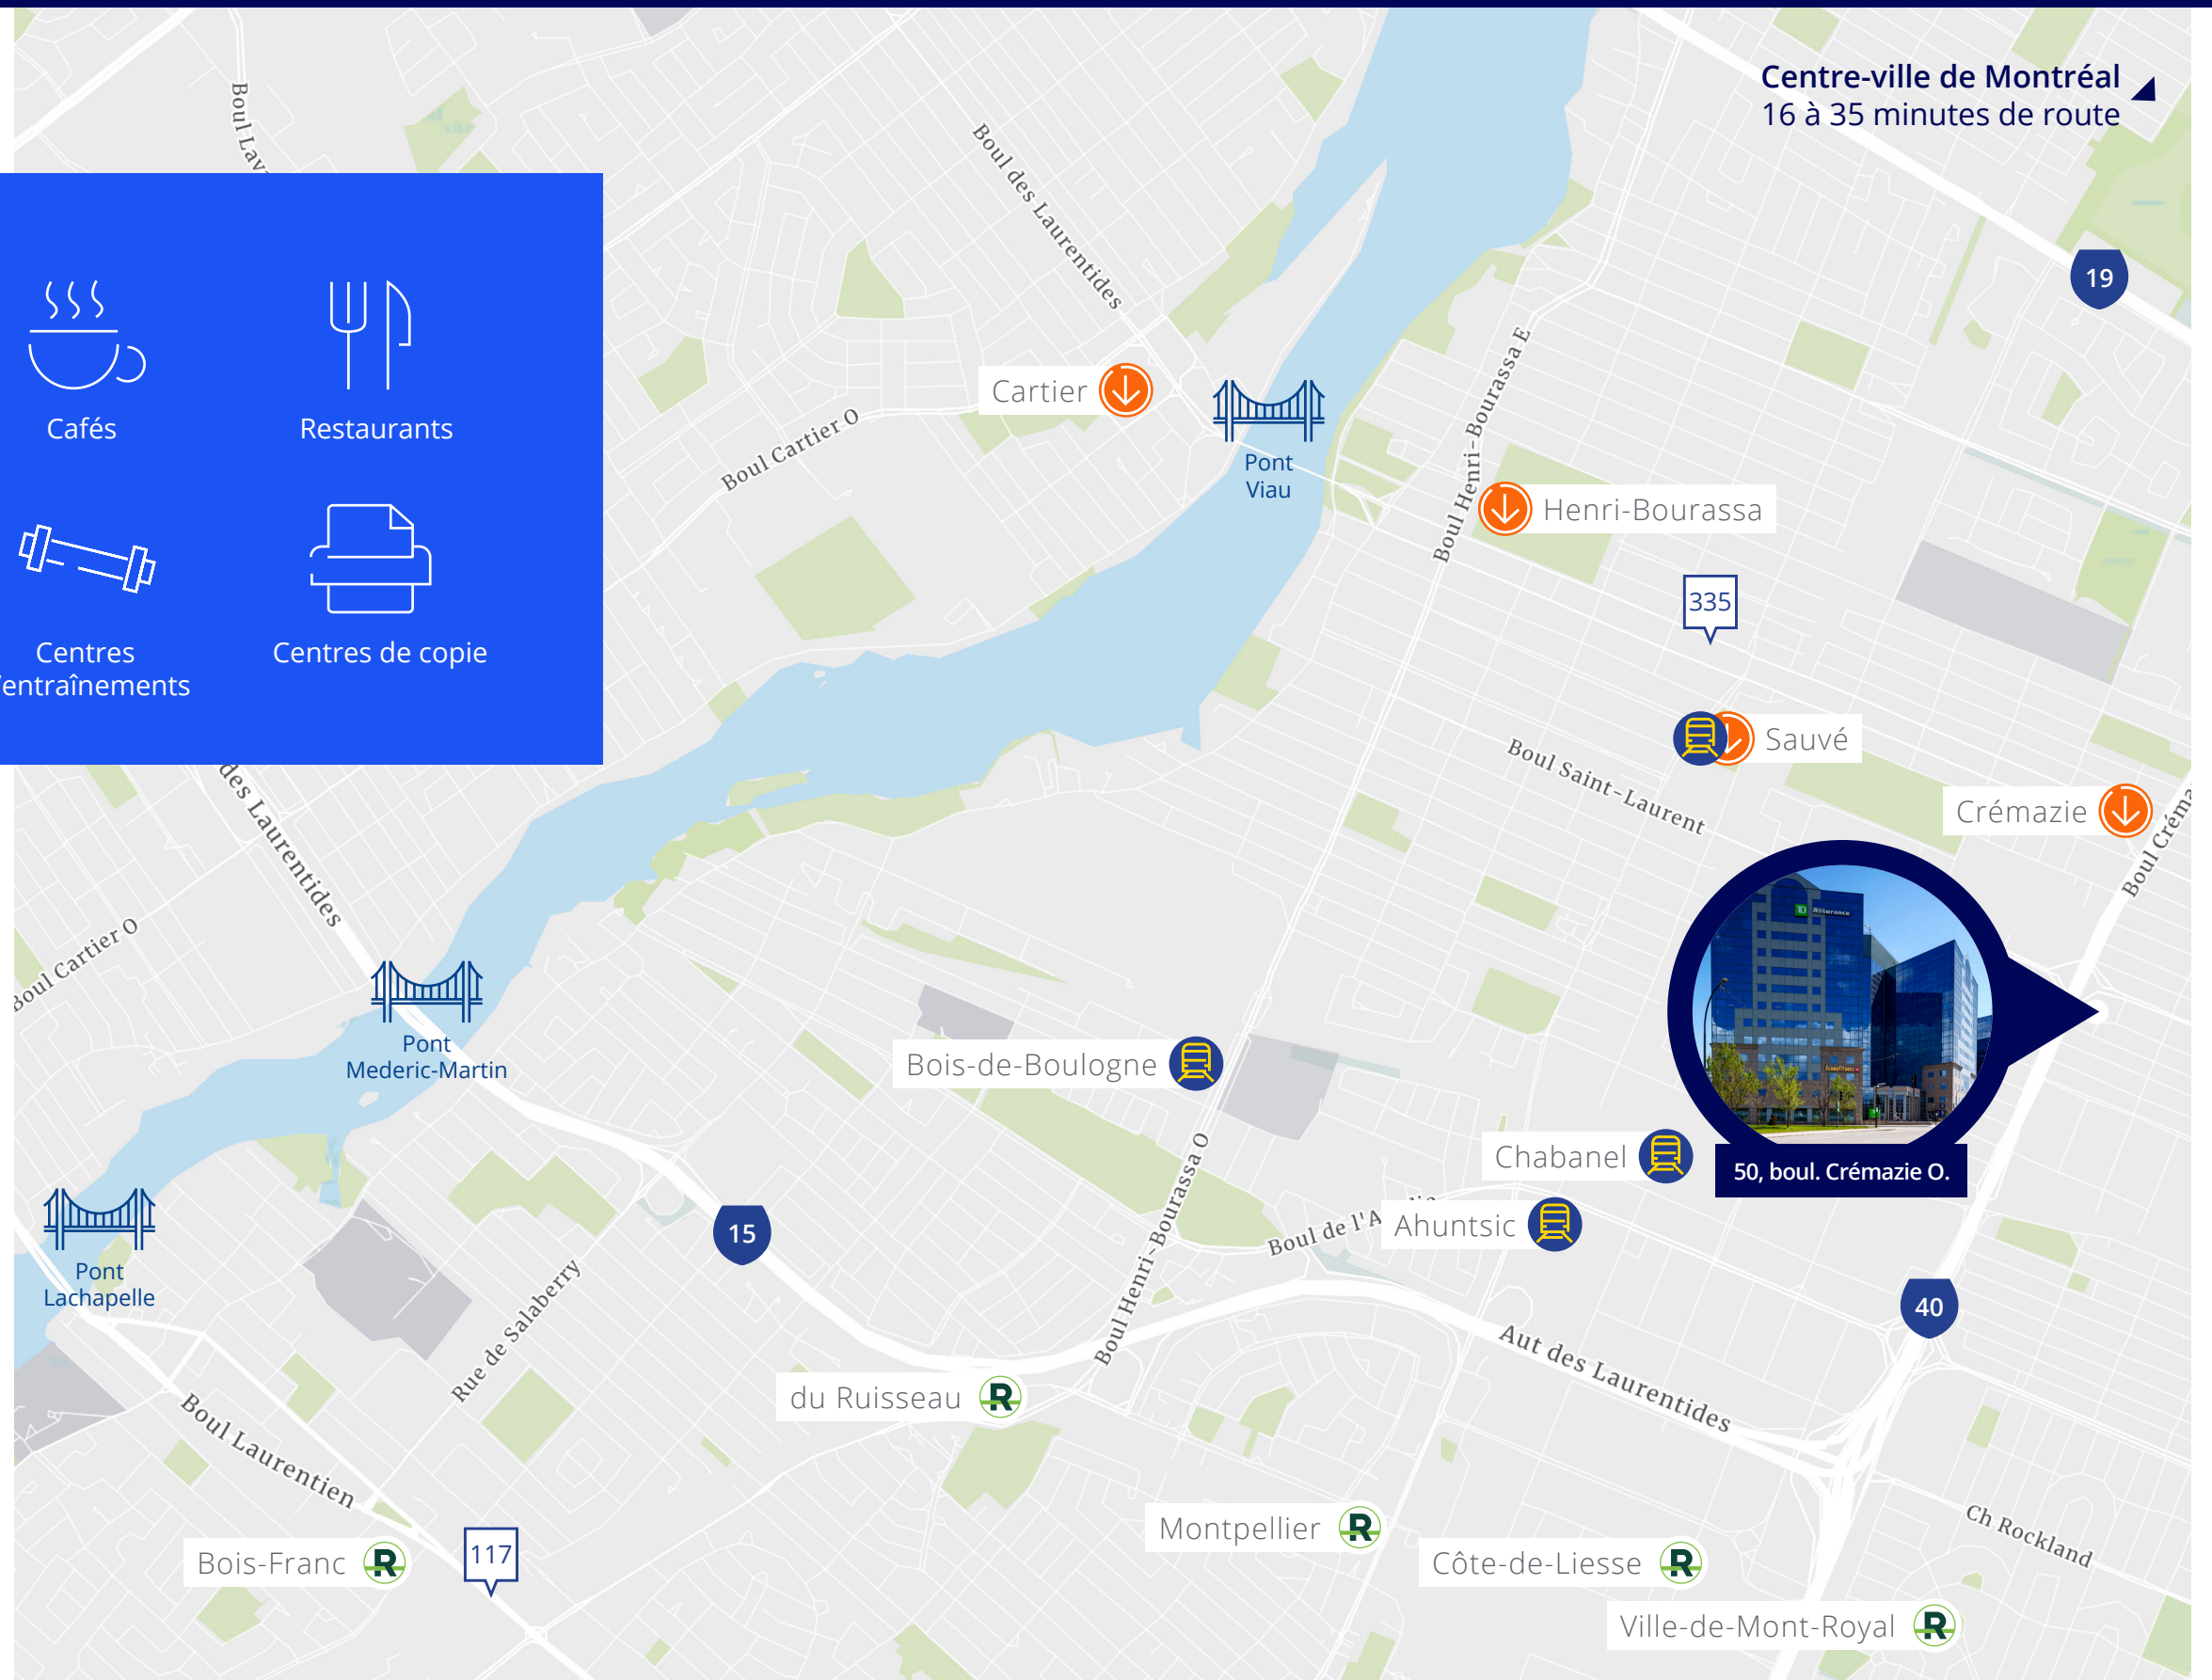 Centre-ville de Montréal
16 à 35 minutes de route
19
Boul des Laurentides
Cafés
Restaurants
Centres
entraînements
Centres de copie
Cartier
Boul Cartier O
Pont
Viau
Boul Henri-Bourassa E
Henri-Bourassa
335
Sauvé
Boul Saint-Laurent
Crémazie
TD Assurance
50, boul. Crémazie O.
des Laurentides
Boul Cartier O
Pont
Mederic-Martin
Bois-de-Boulogne
Chabanel
Ahuntsic
Boul Henri-Bourassa O
Pont
Lachapelle
15
40
Rue de Salaberry
Aut des Laurentides
du Ruisseau
Boul Laurentien
Ch Rockland
Montpellier
Bois-Franc
117
Côte-de-Liesse
Ville-de-Mont-Royal